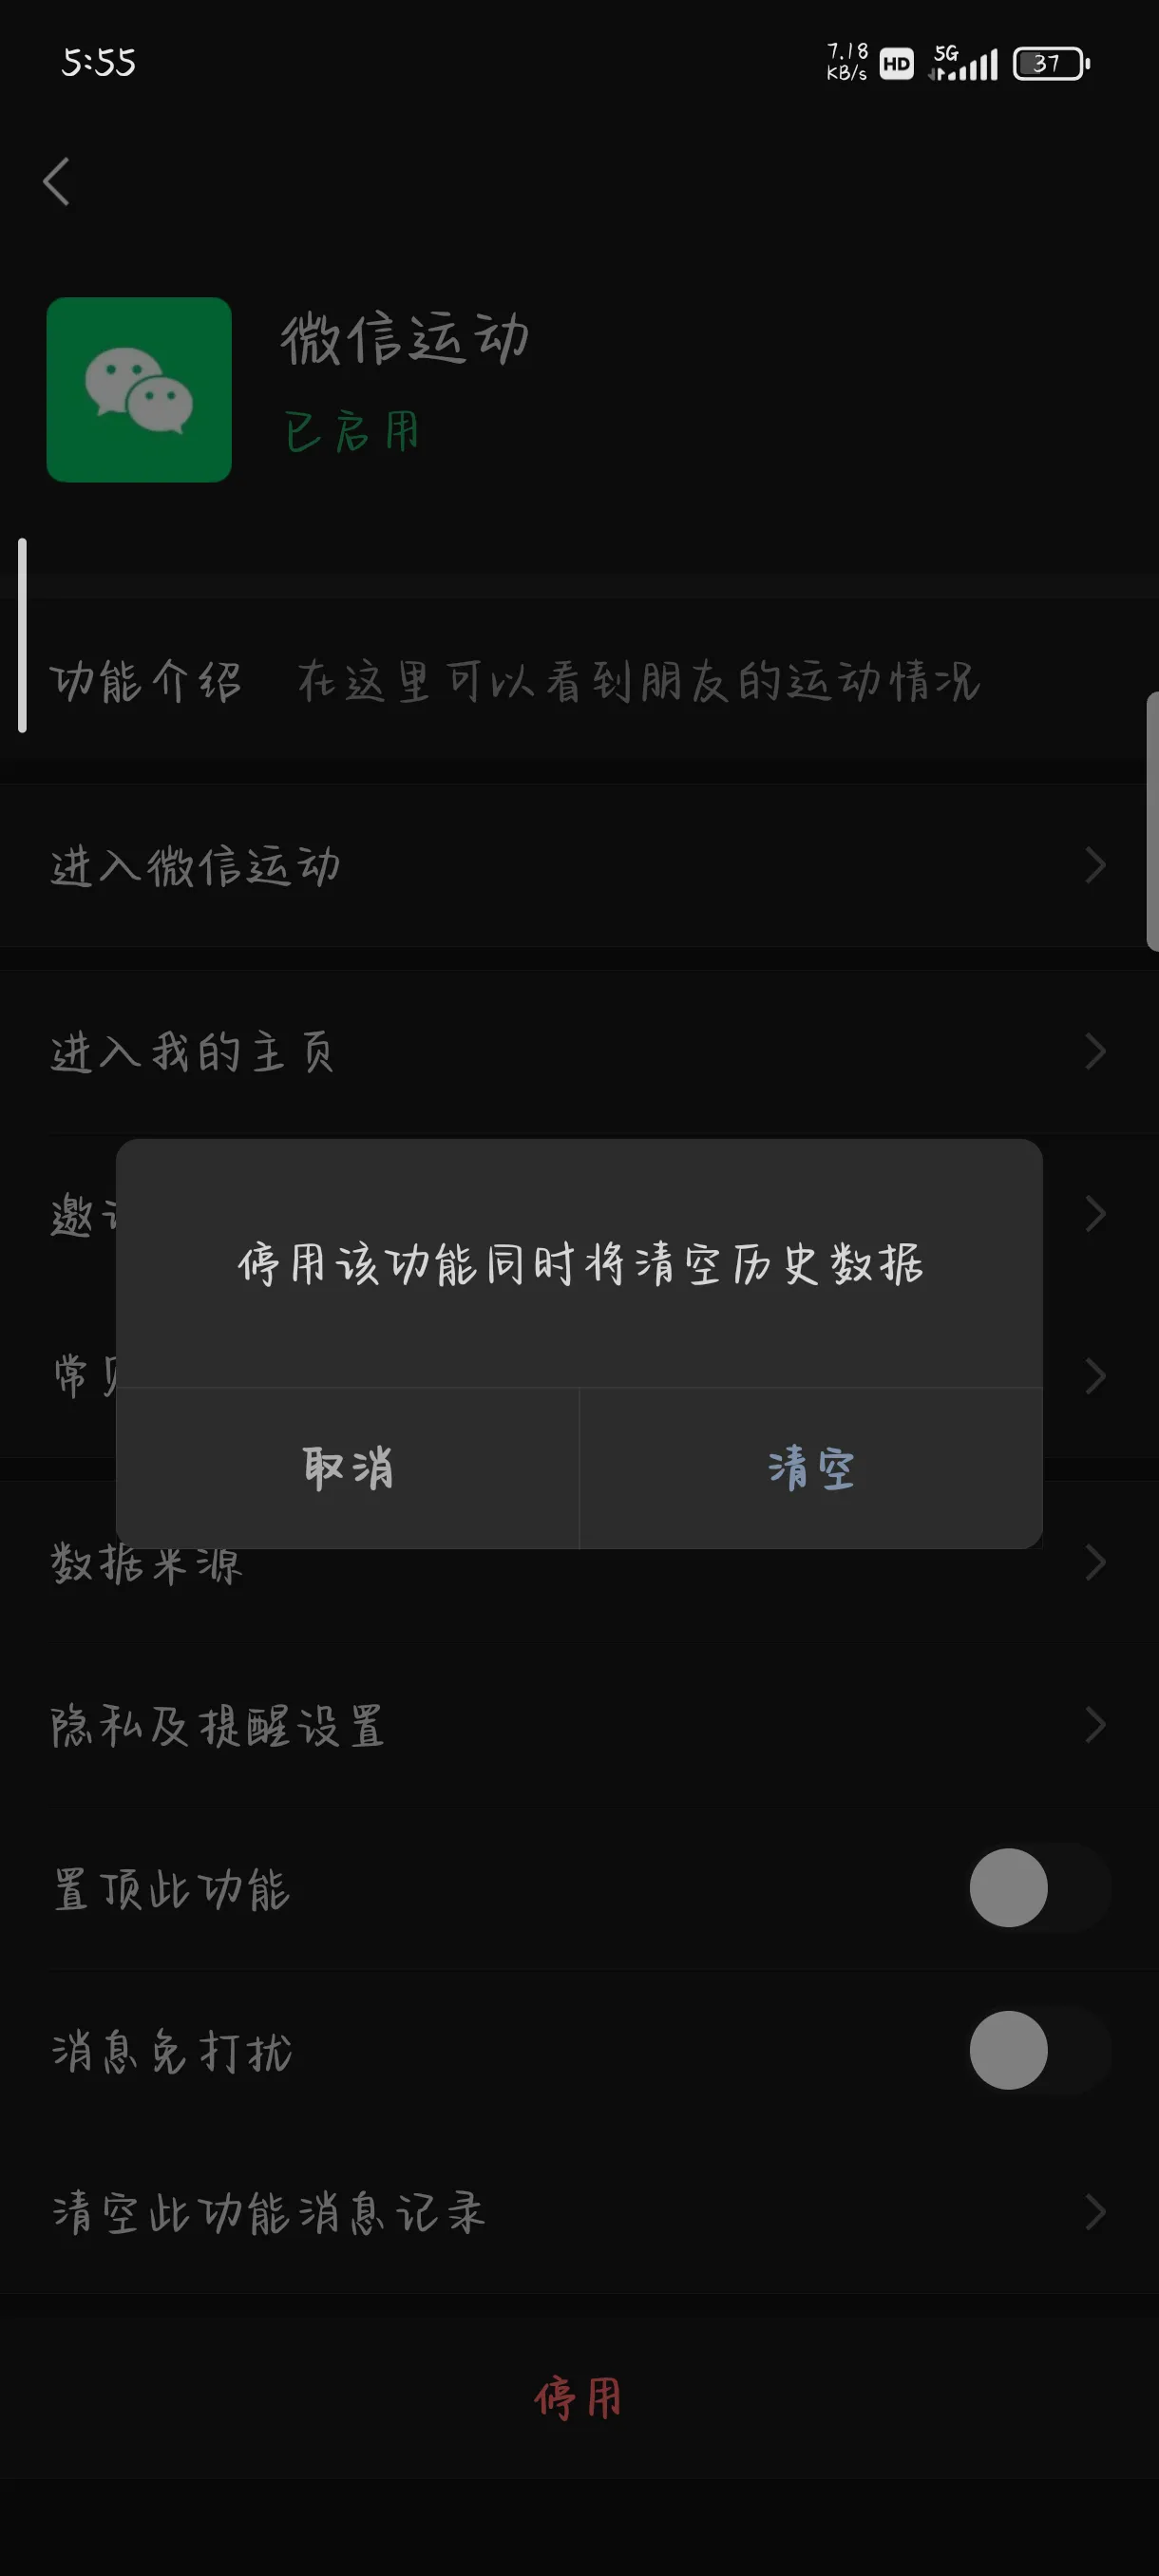 5:55
7.18
KB/s
HD
5G
37
微信运动
已启用
功能介绍 在这里可以看到朋友的运动情况
进入微信运动
进入我的主页
邀
停用该功能同时将清空历史数据
常
取消 清空
数据来源
隐私及提醒设置
置顶此功能
消息免打扰
清空此功能消息记录
停用